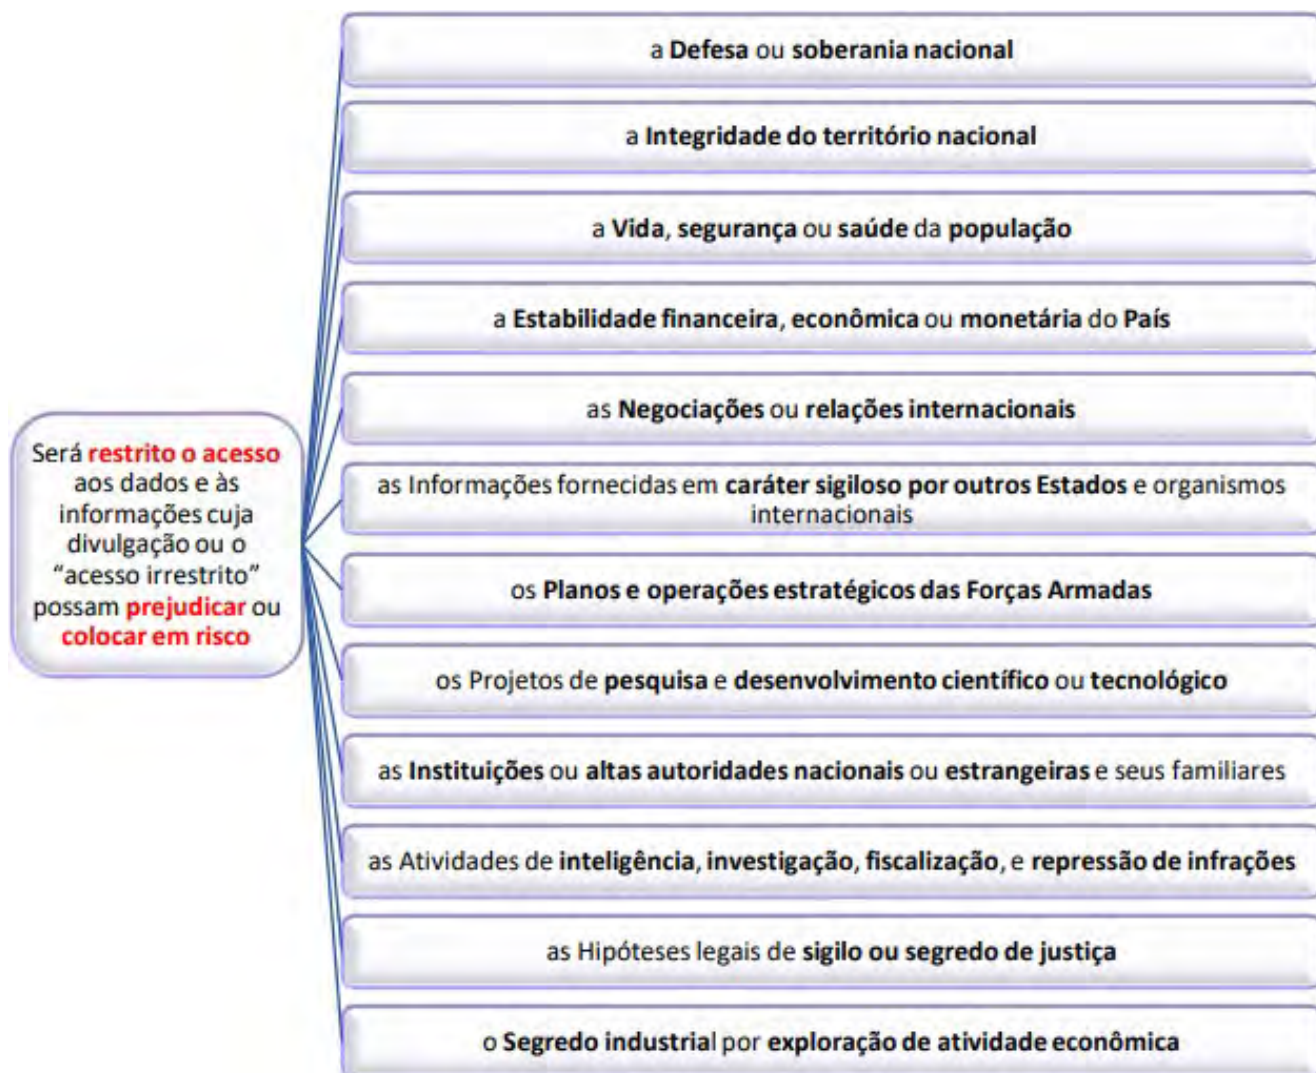 a Defesa ou soberania nacional
a Integridade do território nacional
a Vida, segurança ou saúde da população
a Estabilidade financeira, econômica ou monetária do País
as Negociações ou relações internacionais
Será restrito o acesso
aos dados e às
informações cuja
divulgação ou o
“acesso irrestrito”
possam prejudicar ou
colocar em risco
as Informações fornecidas em caráter sigiloso por outros Estados e organismos
internacionais
os Planos e operações estratégicos das Forças Armadas
os Projetos de pesquisa e desenvolvimento científico ou tecnológico
as Instituições ou altas autoridades nacionais ou estrangeiras e seus familiares
as Atividades de inteligência, investigação, fiscalização, e repressão de infrações
as Hipóteses legais de sigilo ou segredo de justiça
o Segredo industrial por exploração de atividade econômica